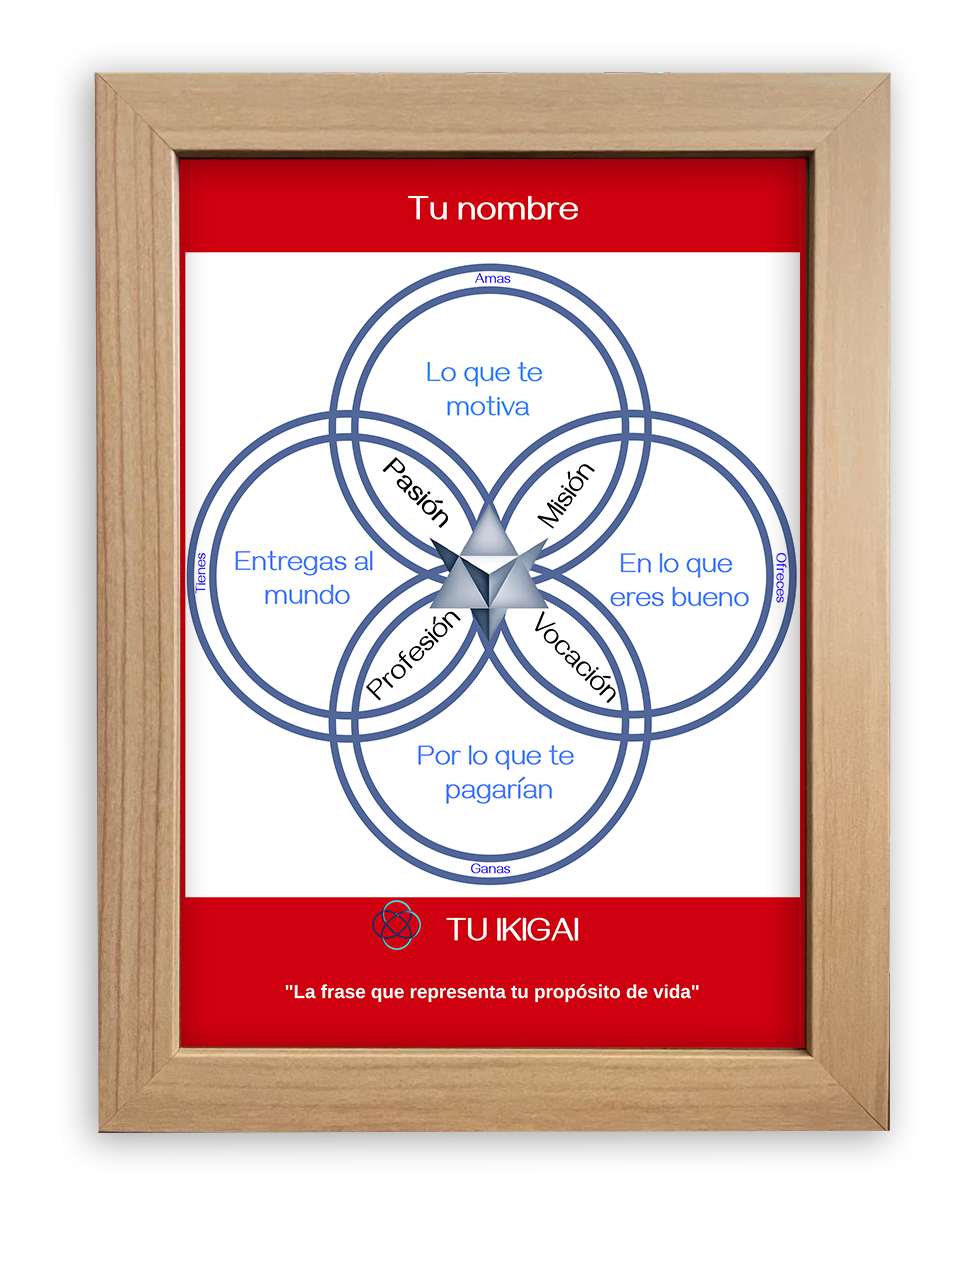 Tu nombre
Amas
Lo que te
motiva
Pasión
Misión
Tienes
Entregas al
mundo
En lo que
eres bueno
Ofreces
Profesión
Vocación
Por lo que te
pagarían
Ganas
TU IKIGAI
"La frase que representa tu propósito de vida"